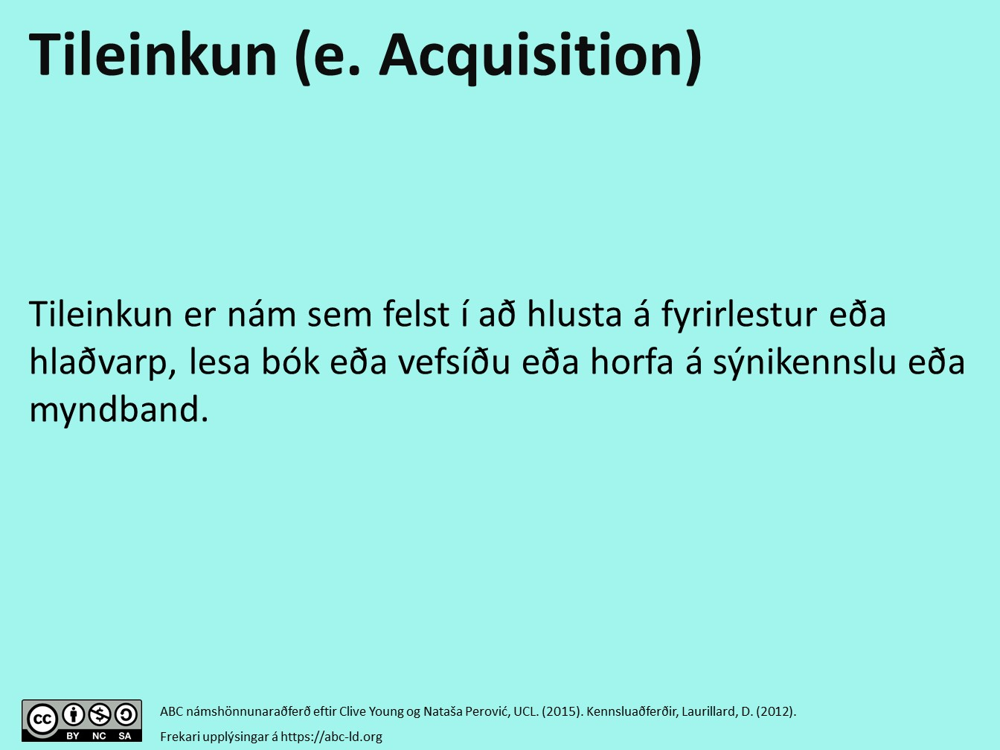 Tileinkun (e. Acquisition)
Tileinkun er nám sem felst í að hlusta á fyrirlestur eða
hlaðvarp, lesa bók eða vefsíðu eða horfa á sýnikennslu eða
myndband.
ABC námshönnunaraðferð eftir Clive Young og Nataša Perović, UCL. (2015). Kennsluaðferðir, Laurillard, D. (2012).
cc BY NC SA
Frekari upplýsingar á https://abc-ld.org